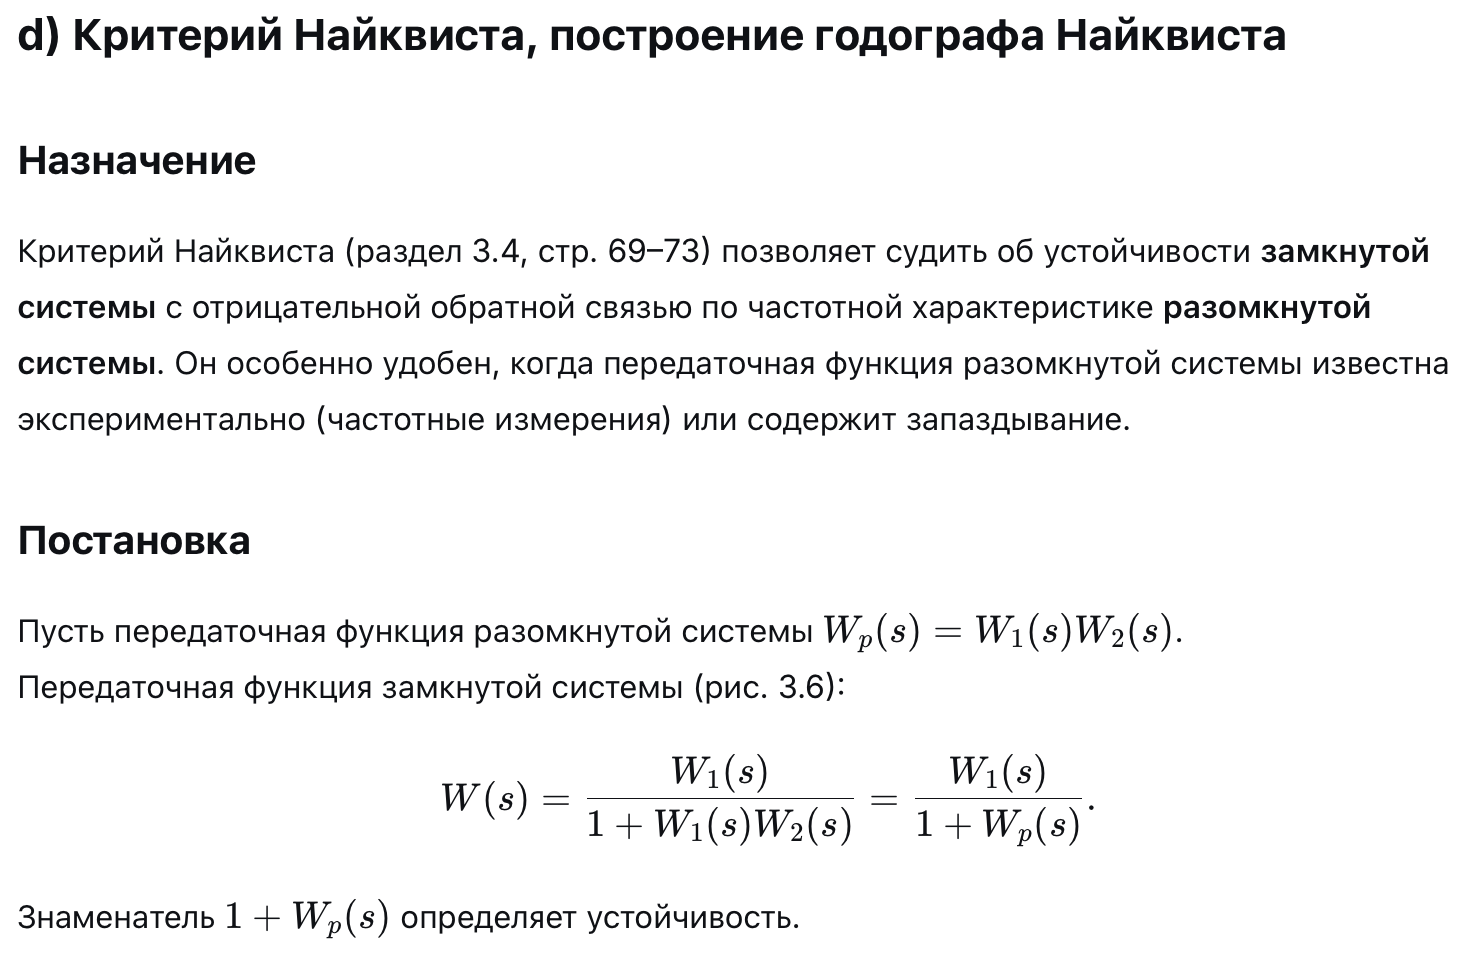 d) Критерий Найквиста, построение годографа Найквиста
Назначение
Критерий Найквиста (раздел 3.4, стр. 69–73) позволяет судить об устойчивости замкнутой
системы с отрицательной обратной связью по частотной характеристике разомкнутой
системы. Он особенно удобен, когда передаточная функция разомкнутой системы известна
экспериментально (частотные измерения) или содержит запаздывание.
Постановка
Пусть передаточная функция разомкнутой системы $W_p(s) = W_1(s)W_2(s)$.
Передаточная функция замкнутой системы (рис. 3.6):
$W(s) = \frac{W_1(s)}{1 + W_1(s)W_2(s)} = \frac{W_1(s)}{1 + W_p(s)}.$
Знаменатель $1 + W_p(s)$ определяет устойчивость.